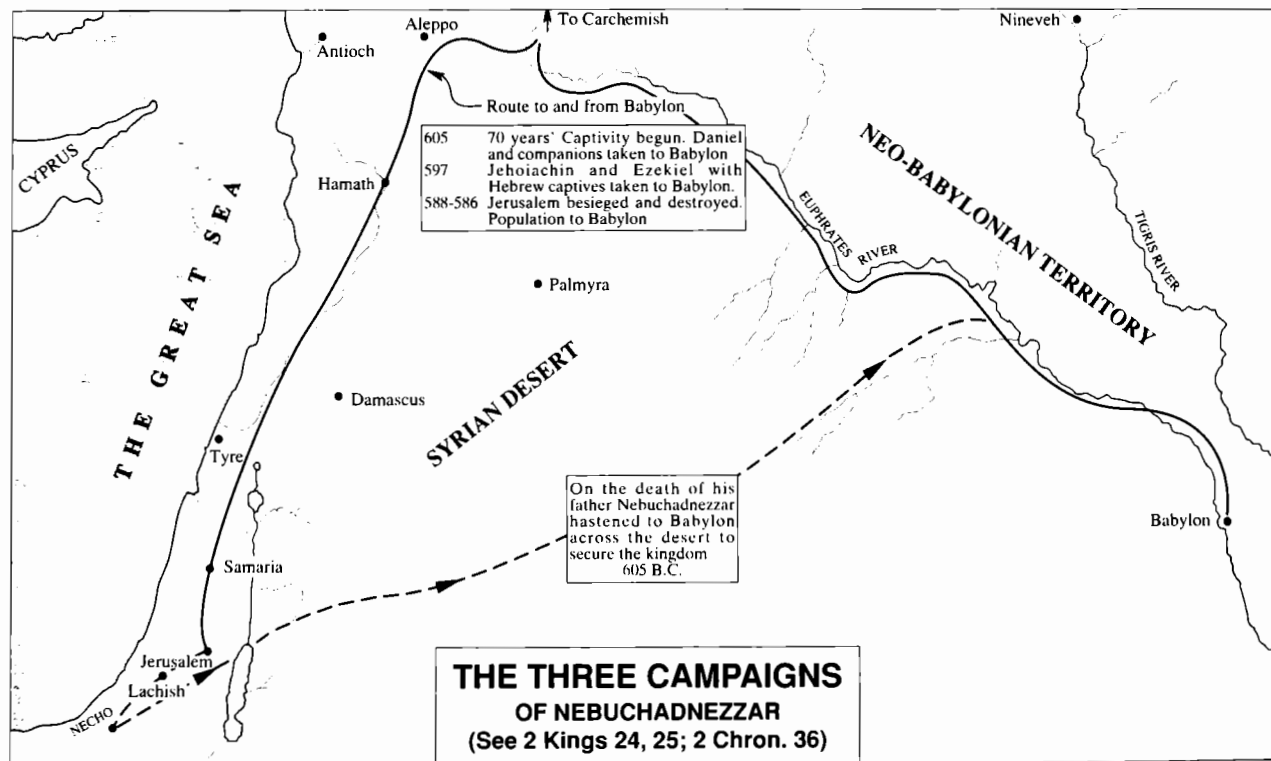 To Carchemish
Aleppo
Nineveh
Antioch
Route to and from Babylon
605 70 years' Captivity begun. Daniel
and companions taken to Babylon
597 Jehoiachin and Ezekiel with
Hebrew captives taken to Babylon.
588-586 Jerusalem besieged and destroyed.
Population to Babylon
CYPRUS
Hamath
THE GREAT SEA
NEO-BABYLONIAN TERRITORY
EUPHRATES
RIVER
TIGRIS RIVER
Palmyra
Damascus
SYRIAN DESERT
Tyre
On the death of his
father Nebuchadnezzar
hastened to Babylon
across the desert to
secure the kingdom
605 B.C.
Babylon
Samaria
Jerusalem
Lachish
NECHO
THE THREE CAMPAIGNS
OF NEBUCHADNEZZAR
(See 2 Kings 24, 25; 2 Chron. 36)